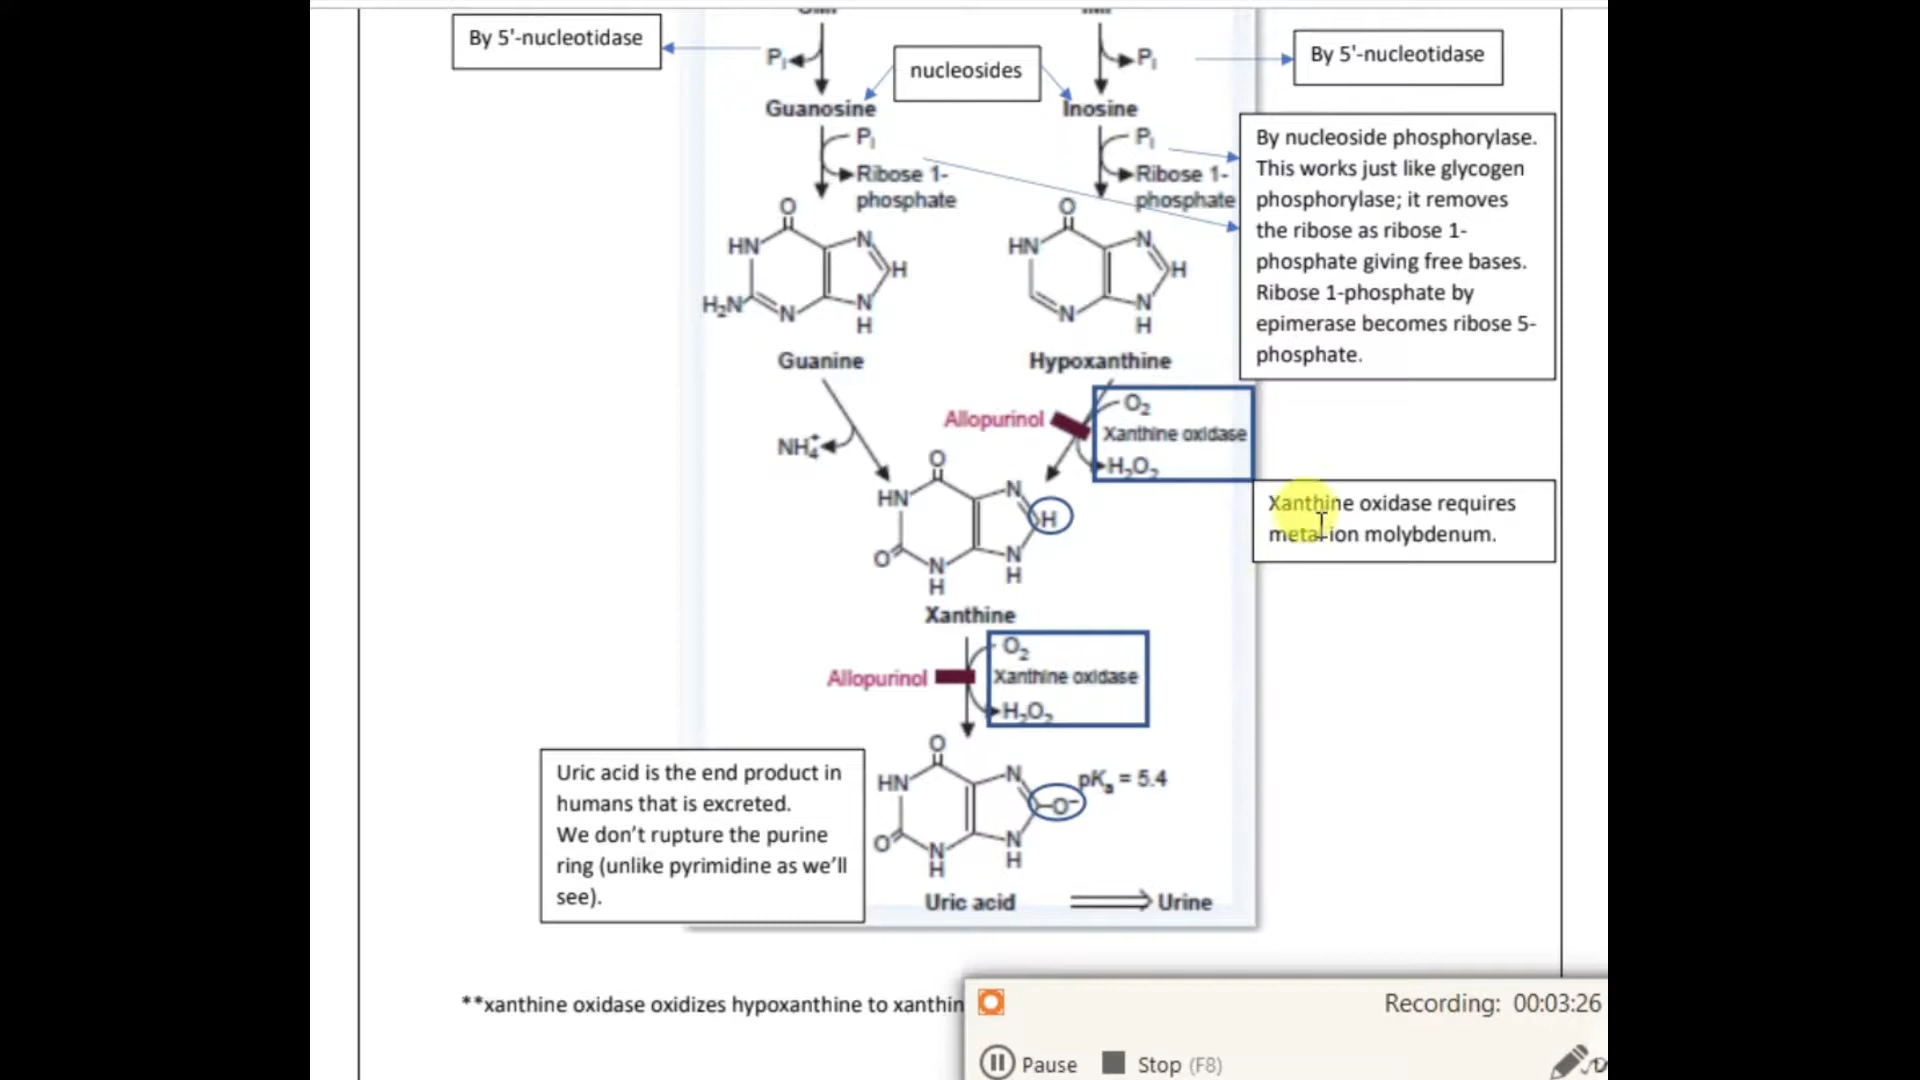 By 5'-nucleotidase
nucleosides
By 5'-nucleotidase
Pi
Pi
Guanosine
Inosine
Pi
Ribose 1-
phosphate
Pi
Ribose 1-
phosphate
By nucleoside phosphorylase.
This works just like glycogen
phosphorylase; it removes
the ribose as ribose 1-
phosphate giving free bases.
Ribose 1-phosphate by
epimerase becomes ribose 5-
phosphate.
O
HN
N
H
H₂N
N
N
H
O
HN
N
H
N
N
H
Guanine
Hypoxanthine
Allopurinol
O₂
Xanthine oxidase
H₂O₂
NH₄⁺
O
HN
N
H
O
N
H
N
H
Xanthine oxidase requires
metal ion molybdenum.
Xanthine
Allopurinol
O₂
Xanthine oxidase
H₂O₂
Uric acid is the end product in
humans that is excreted.
We don't rupture the purine
ring (unlike pyrimidine as we'll
see).
O
HN
N
O⁻
pKa = 5.4
O
N
H
N
H
Uric acid
Urine
**xanthine oxidase oxidizes hypoxanthine to xanthin
Recording: 00:03:26
Pause
Stop (F8)